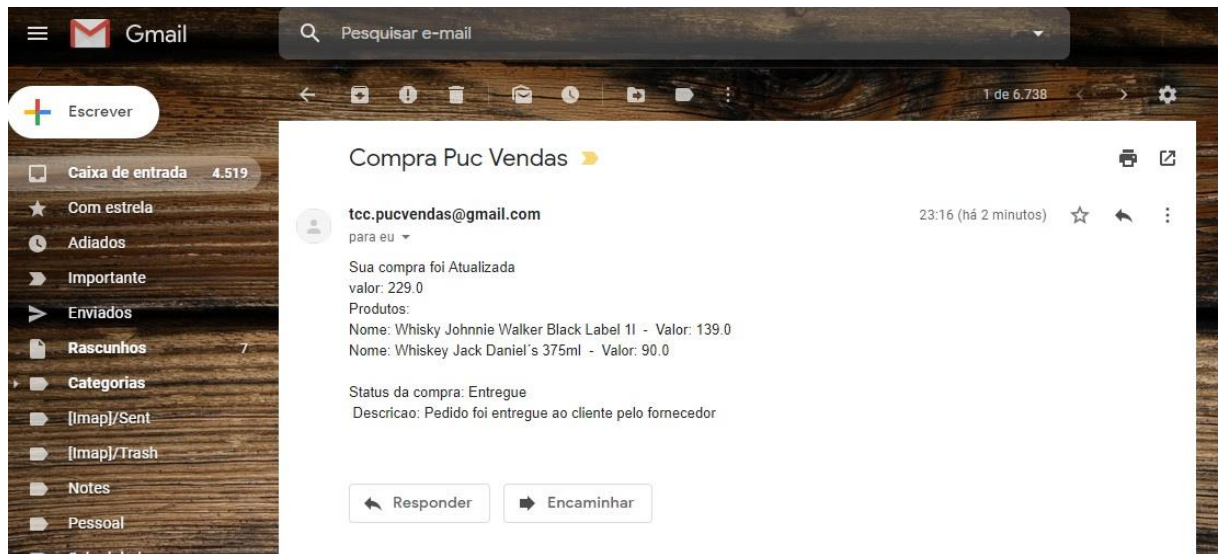 Gmail
Pesquisar e-mail
Escrever
1 de 6.738
Caixa de entrada 4.519
Com estrela
Adiados
Importante
Enviados
Rascunhos 7
Categorias
[Imap]/Sent
[Imap]/Trash
Notes
Pessoal
Compra Puc Vendas
tcc.pucvendas@gmail.com 23:16 (há 2 minutos)
para eu
Sua compra foi Atualizada
valor: 229.0
Produtos:
Nome: Whisky Johnnie Walker Black Label 1l - Valor: 139.0
Nome: Whiskey Jack Daniel´s 375ml - Valor: 90.0
Status da compra: Entregue
Descricao: Pedido foi entregue ao cliente pelo fornecedor
Responder Encaminhar